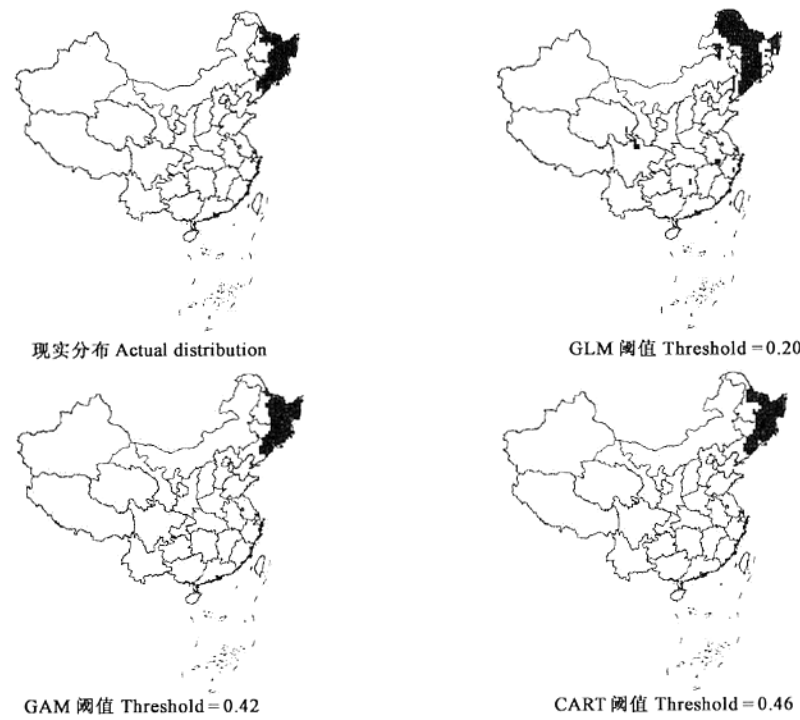 现实分布 Actual distribution
GLM 阈值 Threshold = 0.20
GAM 阈值 Threshold = 0.42
CART 阈值 Threshold = 0.46